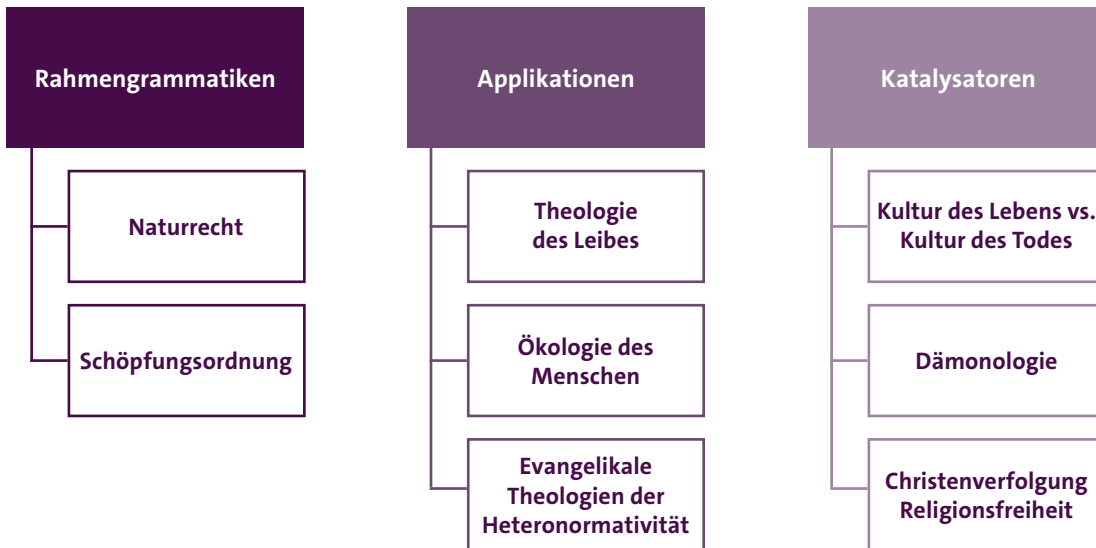 Rahmengrammatiken
Naturrecht
Schöpfungsordnung
Applikationen
Theologie
des Leibes
Ökologie des
Menschen
Evangelikale
Theologien der
Heteronormativität
Katalysatoren
Kultur des Lebens vs.
Kultur des Todes
Dämonologie
Christenverfolgung
Religionsfreiheit